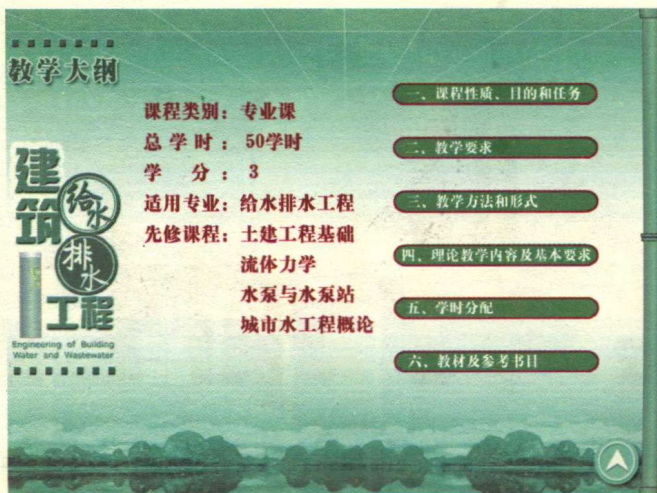 教学大纲
建筑
给水
排水
工程
Engineering of Building
Water and Wastewater
课程类别：专业课
总学时：50学时
学分：3
适用专业：给水排水工程
先修课程：土建工程基础
流体力学
水泵与水泵站
城市水工程概论
一、课程性质、目的和任务
二、教学要求
三、教学方法和形式
四、理论教学内容及基本要求
五、学时分配
六、教材及参考书目